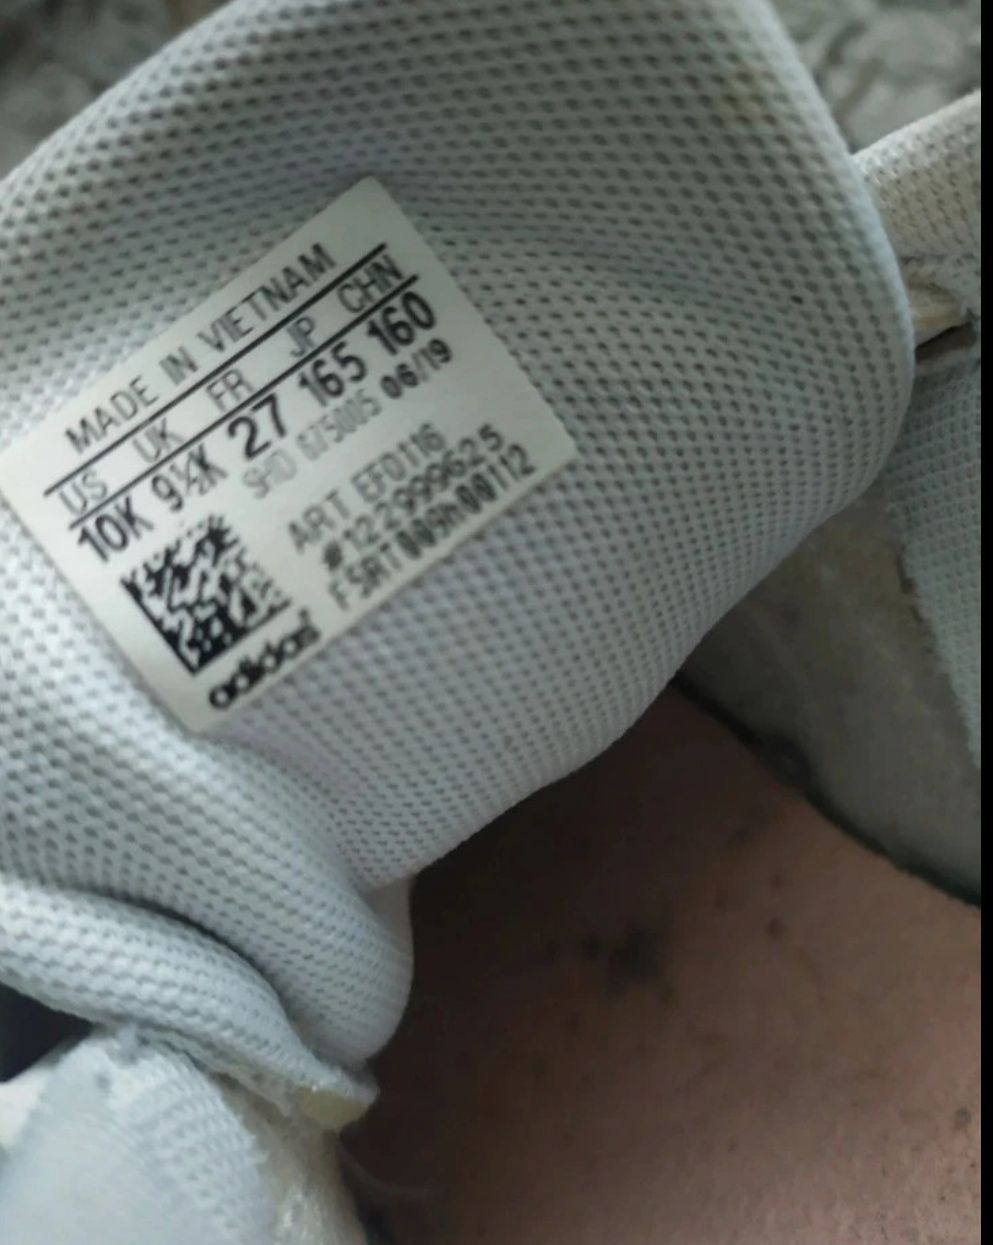 MADE IN VIETNAM
US UK FR JP CHN
10K 9½K 27 165 160
SHO 675005 06/19
ART EF0116
#122999625
adidas